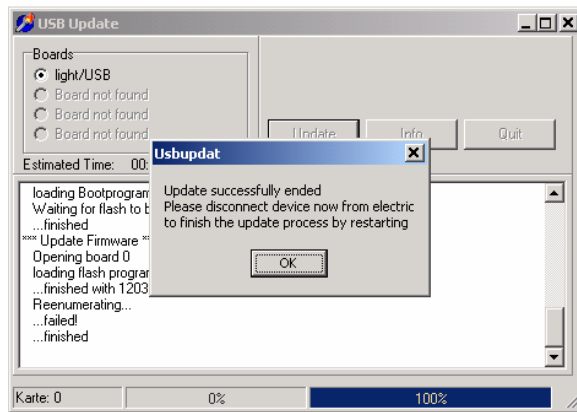 USB Update
Boards
light/USB
Board not found
Board not found
Board not found
Update
Info
Quit
Estimated Time: 00:
Usbupdat
Update successfully ended
Please disconnect device now from electric
to finish the update process by restarting
OK
loading Bootprogram
Waiting for flash to b
...finished
*** Update Firmware **
Opening board 0
loading flash program
...finished with 1203
Reenumerating...
...failed!
...finished
Karte: 0
0%
100%